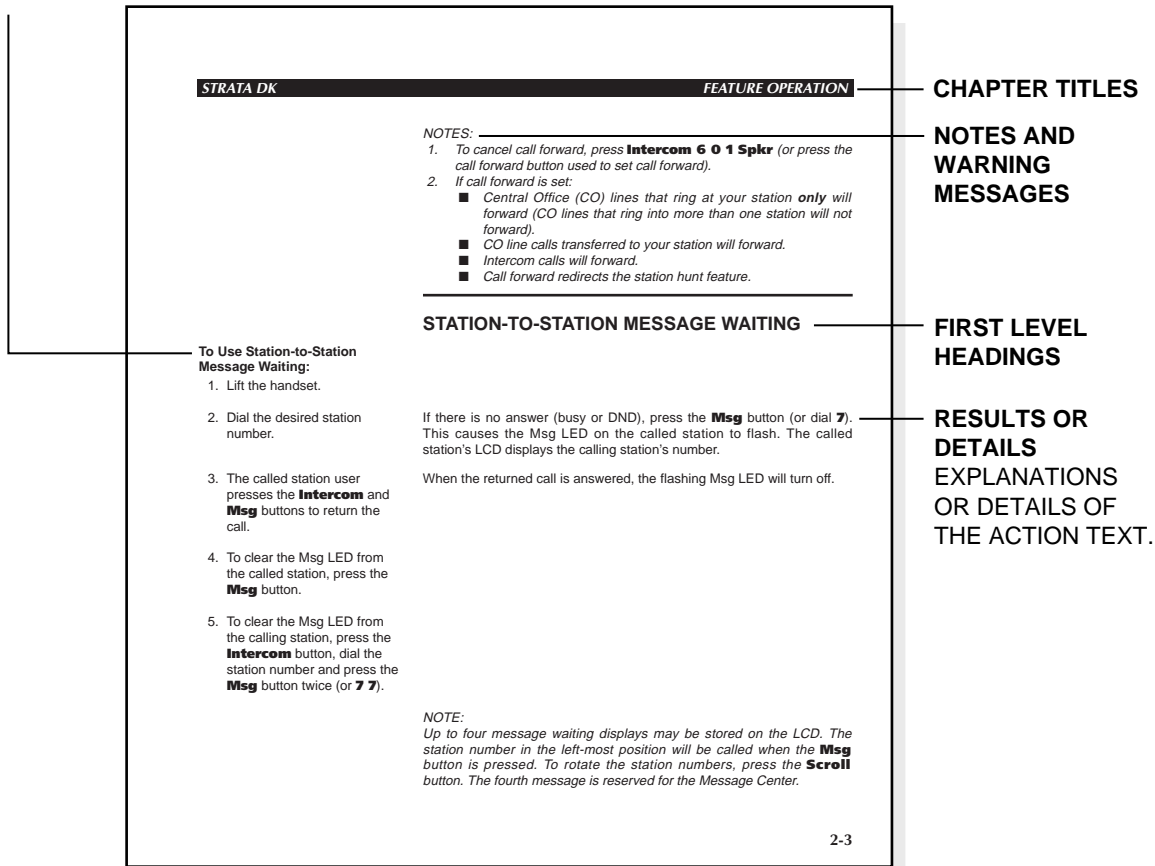 STRATA DK FEATURE OPERATION
CHAPTER TITLES
NOTES:
1. To cancel call forward, press Intercom 6 0 1 Spkr (or press the
call forward button used to set call forward).
2. If call forward is set:
■ Central Office (CO) lines that ring at your station only will
forward (CO lines that ring into more than one station will not
forward).
■ CO line calls transferred to your station will forward.
■ Intercom calls will forward.
■ Call forward redirects the station hunt feature.
NOTES AND
WARNING
MESSAGES
STATION-TO-STATION MESSAGE WAITING
FIRST LEVEL
HEADINGS
To Use Station-to-Station
Message Waiting:
1. Lift the handset.
2. Dial the desired station
number.
If there is no answer (busy or DND), press the Msg button (or dial 7).
This causes the Msg LED on the called station to flash. The called
station's LCD displays the calling station's number.
RESULTS OR
DETAILS
EXPLANATIONS
OR DETAILS OF
THE ACTION TEXT.
3. The called station user
presses the Intercom and
Msg buttons to return the
call.
When the returned call is answered, the flashing Msg LED will turn off.
4. To clear the Msg LED from
the called station, press the
Msg button.
5. To clear the Msg LED from
the calling station, press the
Intercom button, dial the
station number and press the
Msg button twice (or 7 7).
NOTE:
Up to four message waiting displays may be stored on the LCD. The
station number in the left-most position will be called when the Msg
button is pressed. To rotate the station numbers, press the Scroll
button. The fourth message is reserved for the Message Center.
2-3